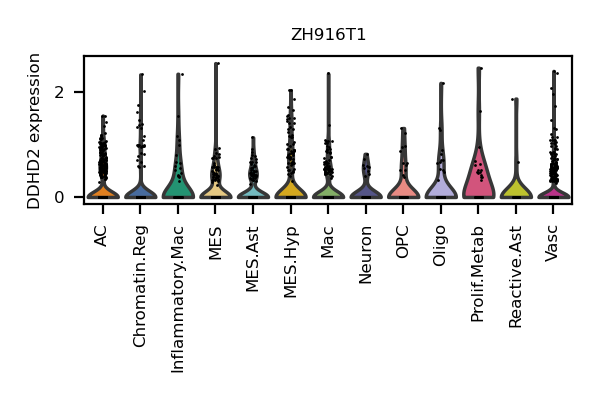 ZH916T1
DDHD2 expression
2
0
AC
Chromatin.Reg
Inflammatory.Mac
MES
MES.Ast
MES.Hyp
Mac
Neuron
OPC
Oligo
Prolif.Metab
Reactive.Ast
Vasc